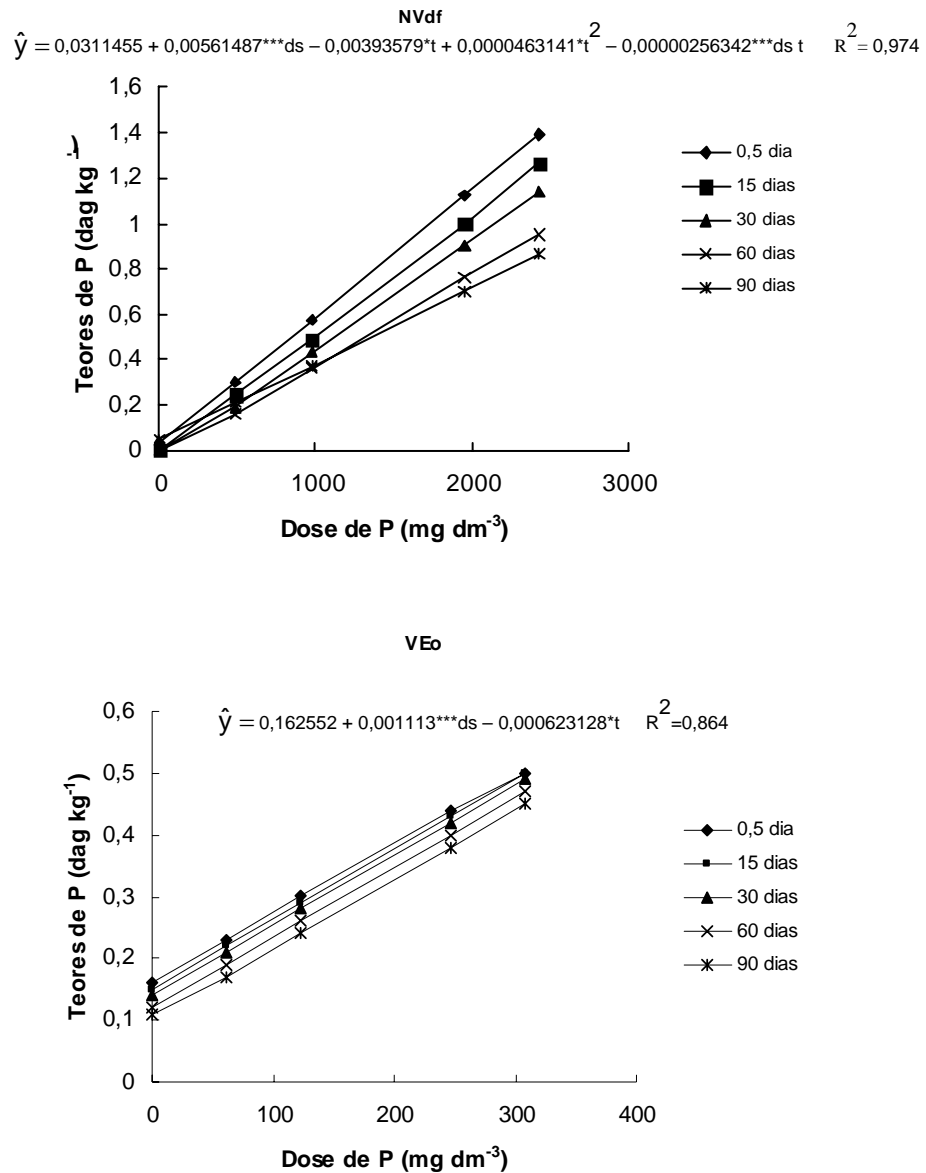 NVdf
ŷ = 0,0311455 + 0,00561487***ds – 0,00393579*t + 0,0000463141*t² – 0,00000256342***ds t R² = 0,974
1,6
1,4
1,2
1
0,8
0,6
0,4
0,2
0
Teores de P (dag kg⁻¹)
0 1000 2000 3000
Dose de P (mg dm⁻³)
0,5 dia
15 dias
30 dias
60 dias
90 dias
VEo
ŷ = 0,162552 + 0,001113***ds – 0,000623128*t R²=0,864
0,6
0,5
0,4
0,3
0,2
0,1
0
Teores de P (dag kg⁻¹)
0 100 200 300 400
Dose de P (mg dm⁻³)
0,5 dia
15 dias
30 dias
60 dias
90 dias